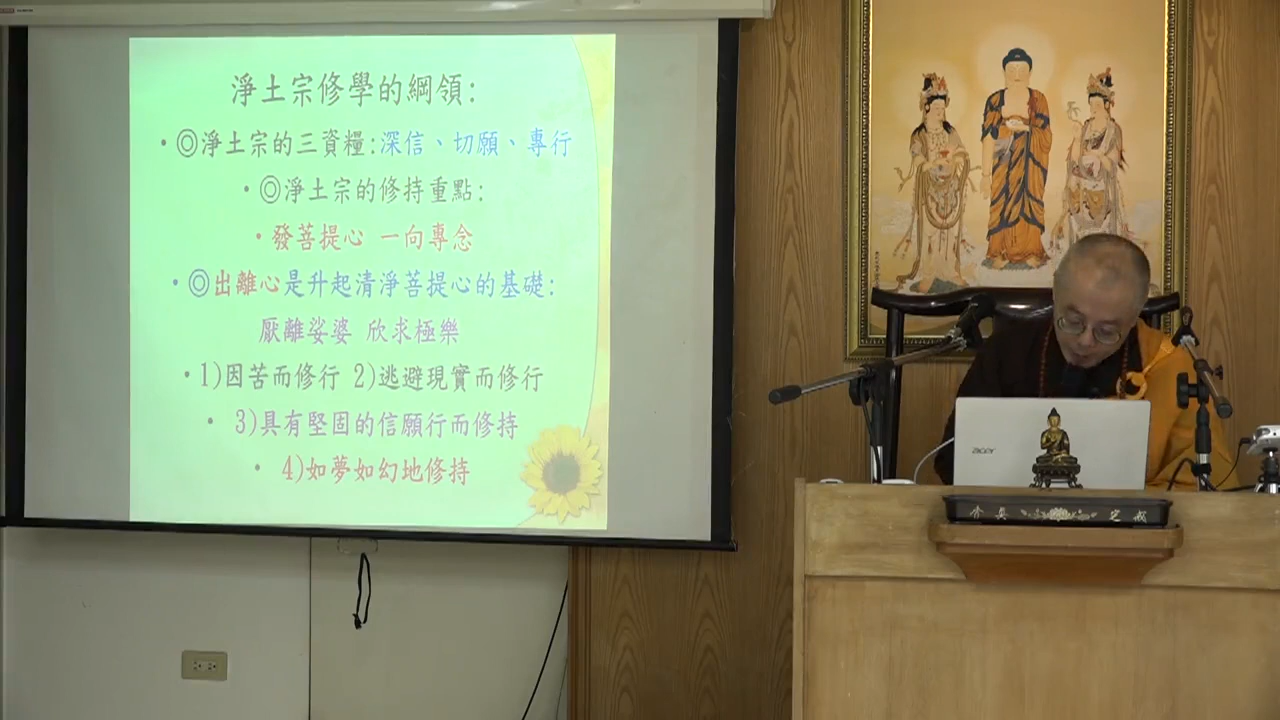 淨土宗修學的綱領:
• ◎淨土宗的三資糧:深信、切願、專行
• ◎淨土宗的修持重點:
• 發菩提心 一向專念
• ◎出離心是升起清淨菩提心的基礎:
厭離娑婆 欣求極樂
• 1)因苦而修行 2)逃避現実而修行
• 3)具有堅固的信願行而修持
• 4)如夢如幻地修持
acer